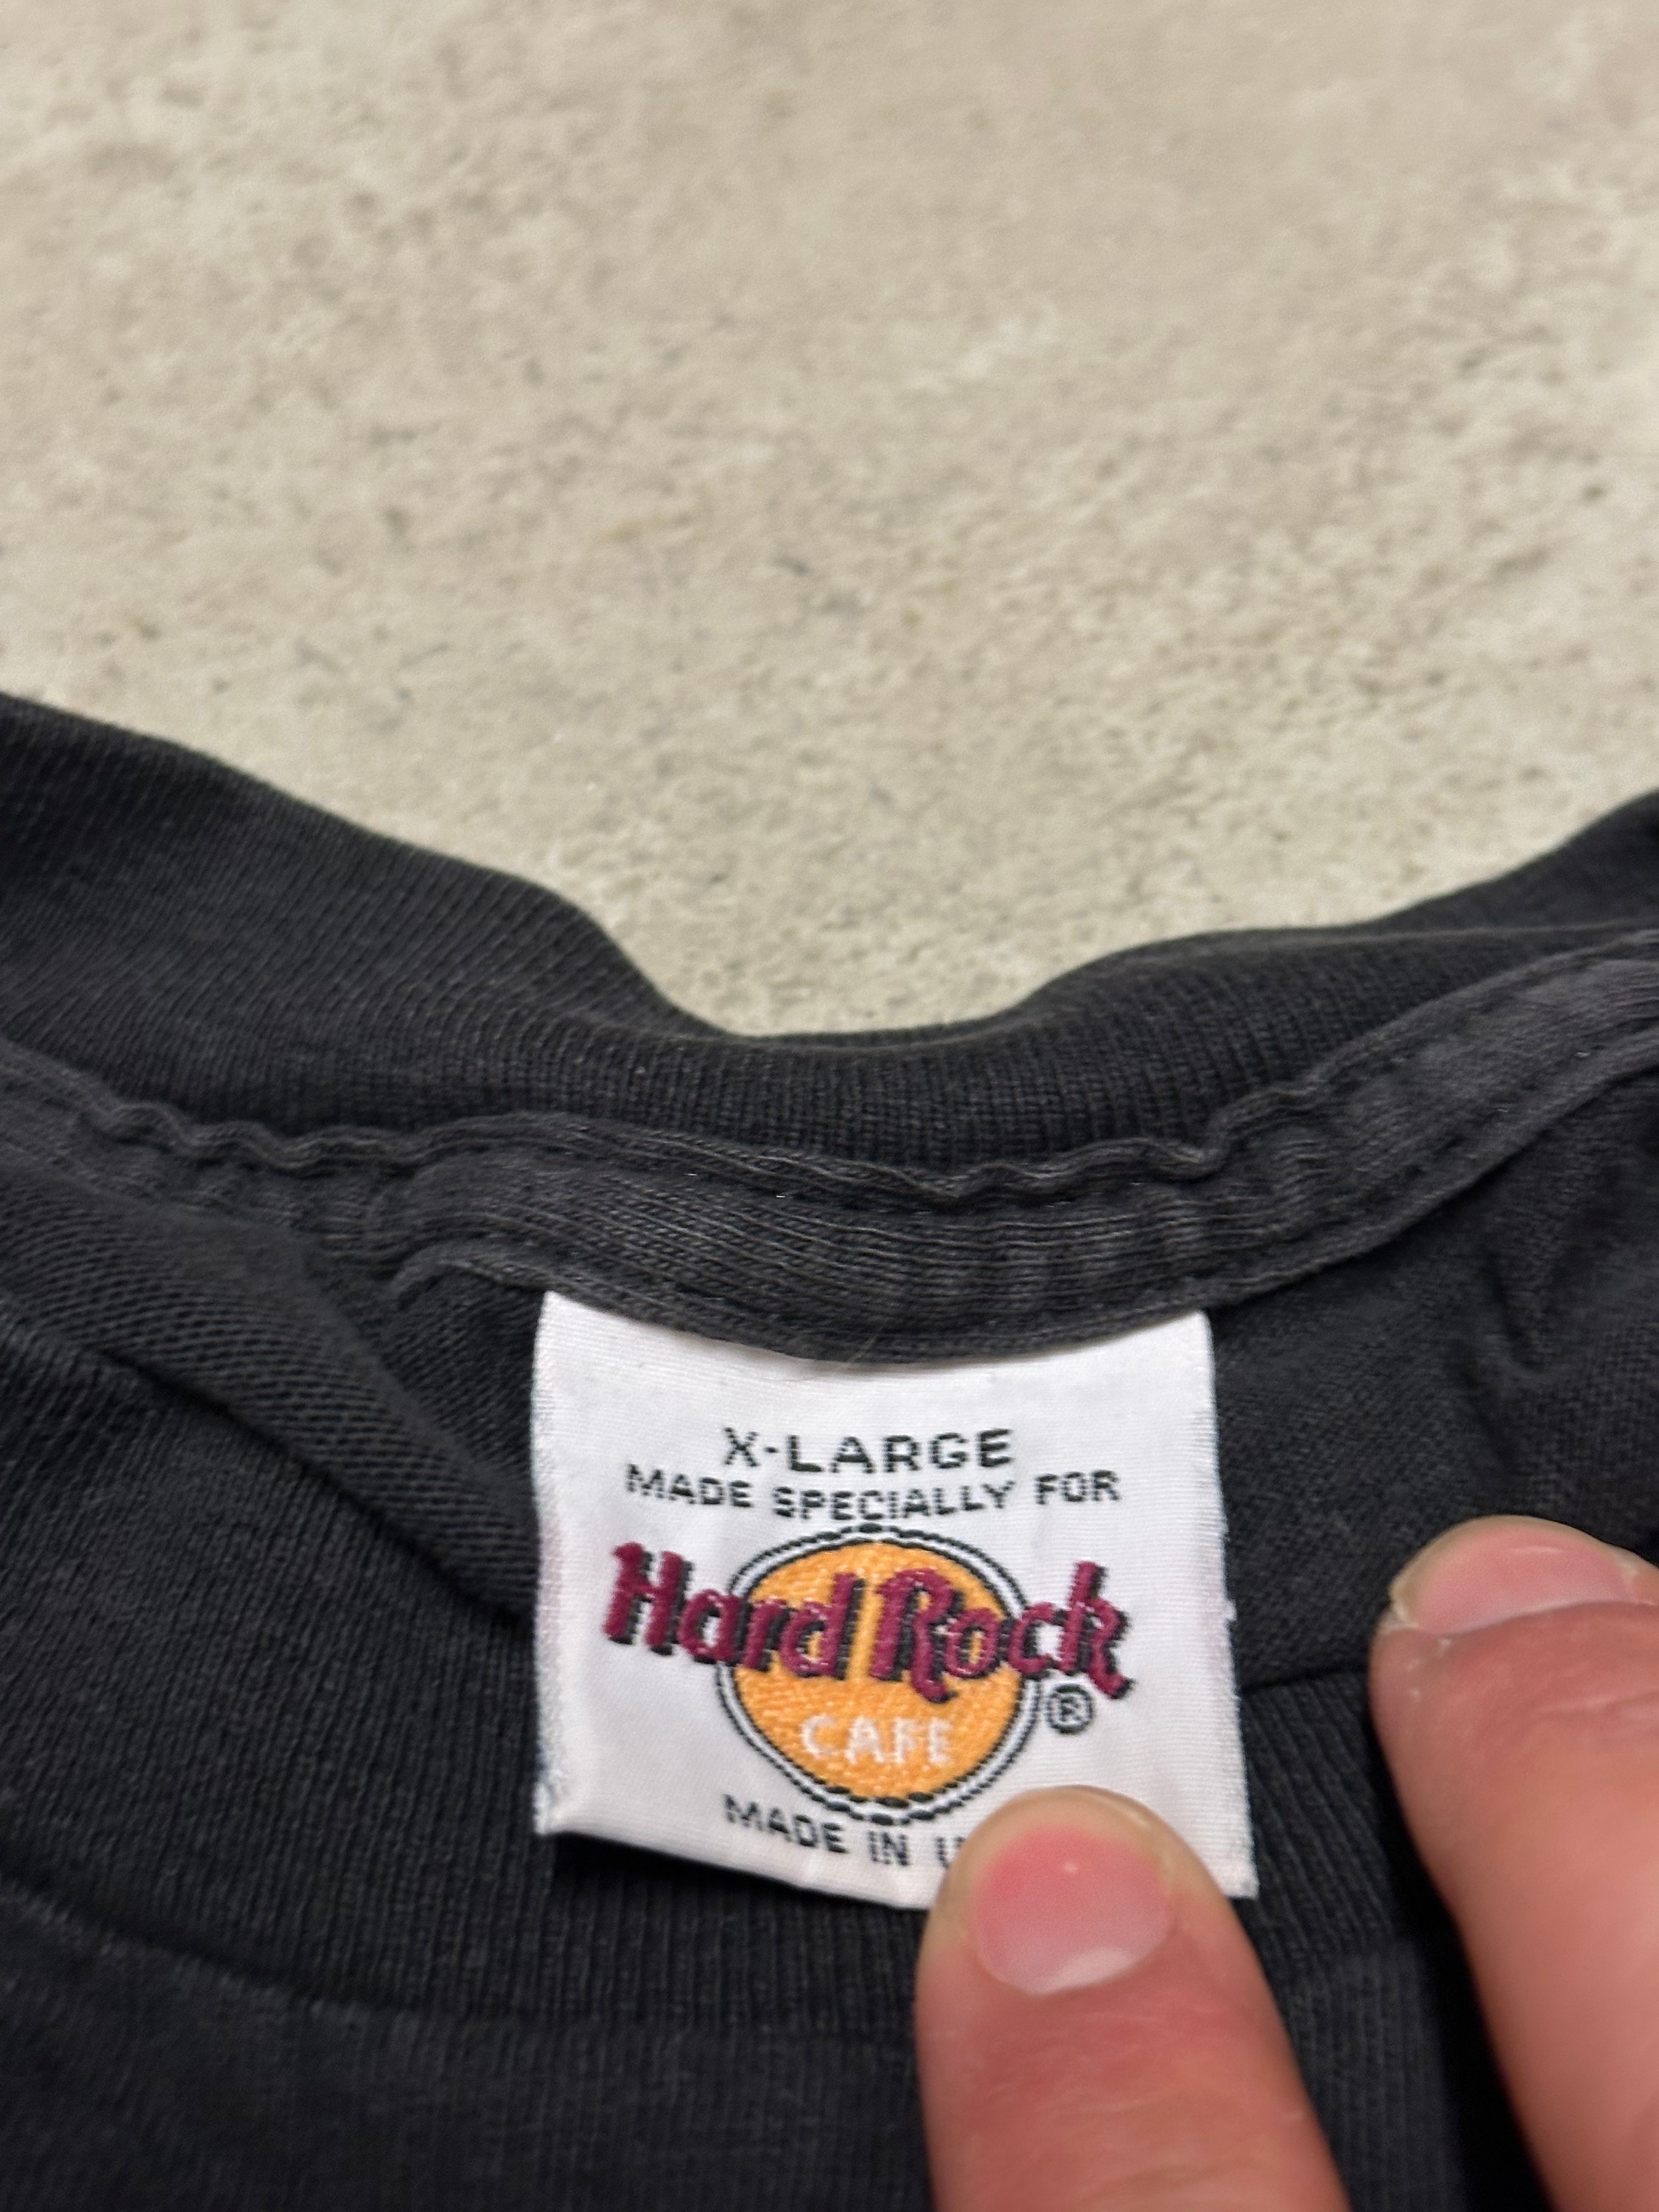 X-LARGE
MADE SPECIALLY FOR
Hard Rock
®
CAFE
MADE IN